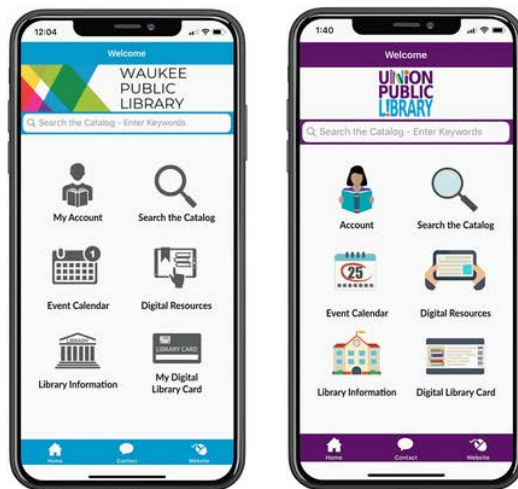 12:04
Welcome
WAUKEE
PUBLIC
LIBRARY
Search the Catalog - Enter Keywords
My Account
Search the Catalog
1
Event Calendar
Digital Resources
LIBRARY
LIBRARY CARD
Library Information
My Digital
Library Card
Home
Contact
Website
1:40
Welcome
UNION
PUBLIC
L!BRARY
Search the Catalog - Enter Keywords
Account
Search the Catalog
25
Event Calendar
Digital Resources
Library Information
Digital Library Card
Home
Contact
Website